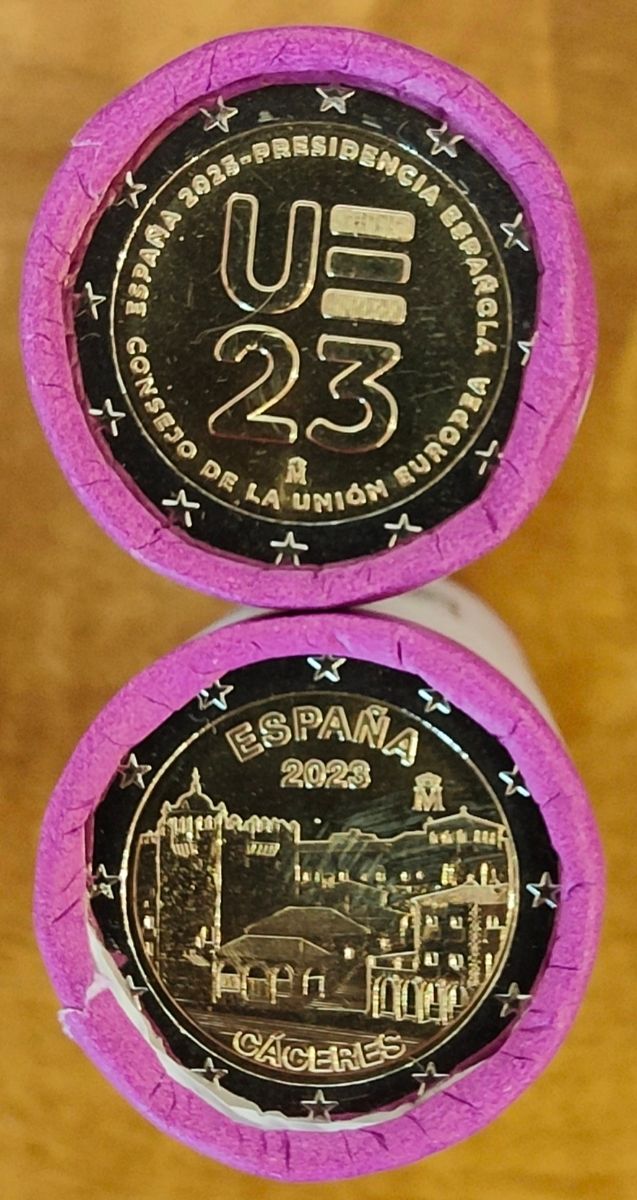 ESPAÑA 2023-PRESIDENCIA ESPAÑOLA
UE
23
M
CONSEJO DE LA UNIÓN EUROPEA
ESPAÑA
2023
M
CÁCERES